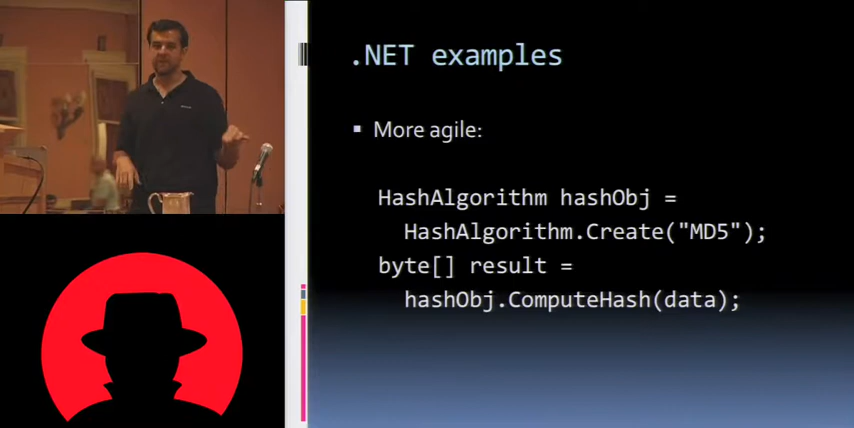 .NET examples
▪ More agile:
HashAlgorithm hashObj =
HashAlgorithm.Create("MD5");
byte[] result =
hashObj.ComputeHash(data);